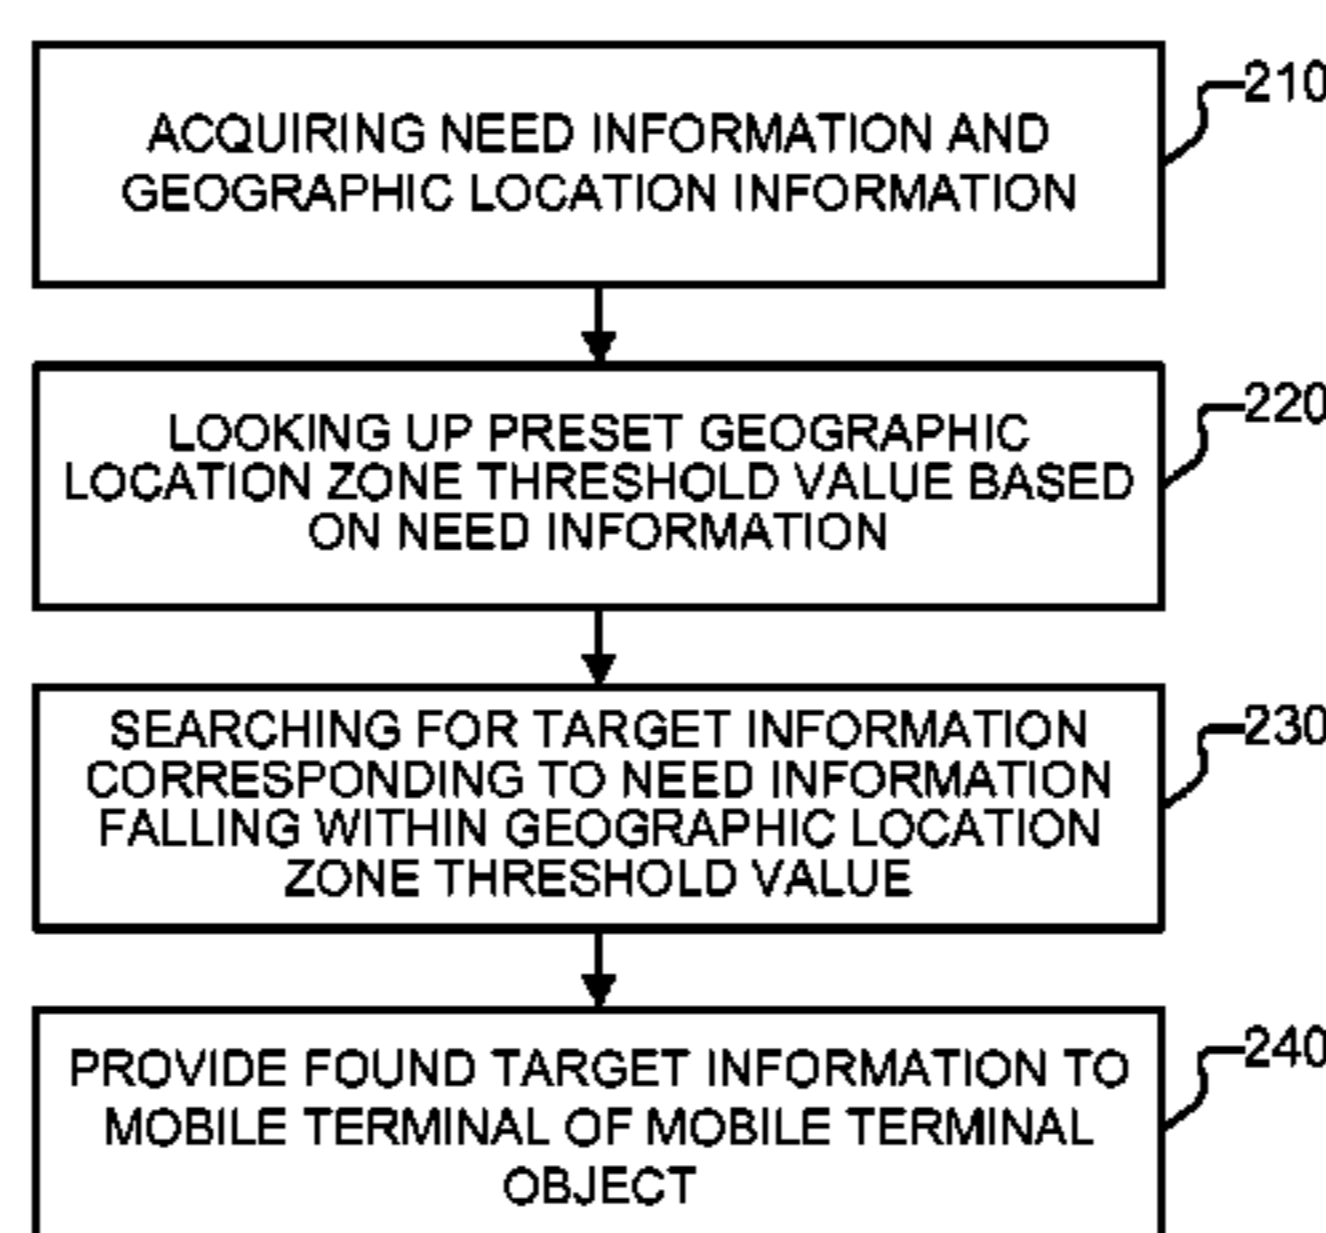 210
ACQUIRING NEED INFORMATION AND
GEOGRAPHIC LOCATION INFORMATION
220
LOOKING UP PRESET GEOGRAPHIC
LOCATION ZONE THRESHOLD VALUE BASED
ON NEED INFORMATION
230
SEARCHING FOR TARGET INFORMATION
CORRESPONDING TO NEED INFORMATION
FALLING WITHIN GEOGRAPHIC LOCATION
ZONE THRESHOLD VALUE
240
PROVIDE FOUND TARGET INFORMATION TO
MOBILE TERMINAL OF MOBILE TERMINAL
OBJECT